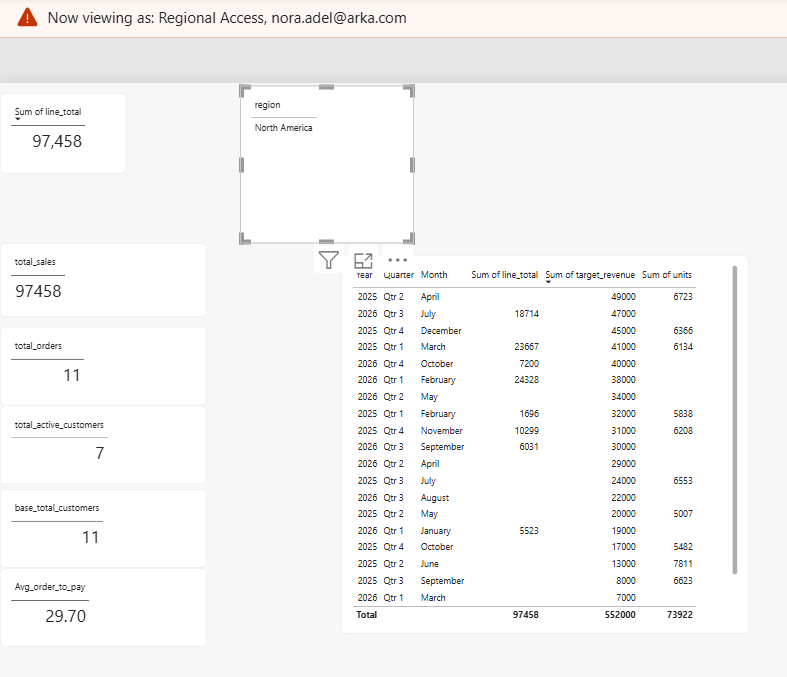 Now viewing as: Regional Access, nora.adel@arka.com
Sum of line_total
97,458
region
North America
total_sales
97458
total_orders
11
total_active_customers
7
base_total_customers
11
Avg_order_to_pay
29.70
Year Quarter Month Sum of line_total Sum of target_revenue Sum of units
2025 Qtr 2 April 49000 6723
2026 Qtr 3 July 18714 47000
2025 Qtr 4 December 45000 6366
2025 Qtr 1 March 23667 41000 6134
2026 Qtr 4 October 7200 40000
2026 Qtr 1 February 24328 38000
2026 Qtr 2 May 34000
2025 Qtr 1 February 1696 32000 5838
2025 Qtr 4 November 10299 31000 6208
2026 Qtr 3 September 6031 30000
2026 Qtr 2 April 29000
2025 Qtr 3 July 24000 6553
2026 Qtr 3 August 22000
2025 Qtr 2 May 20000 5007
2026 Qtr 1 January 5523 19000
2025 Qtr 4 October 17000 5482
2025 Qtr 2 June 13000 7811
2025 Qtr 3 September 8000 6623
2026 Qtr 1 March 7000
Total 97458 552000 73922